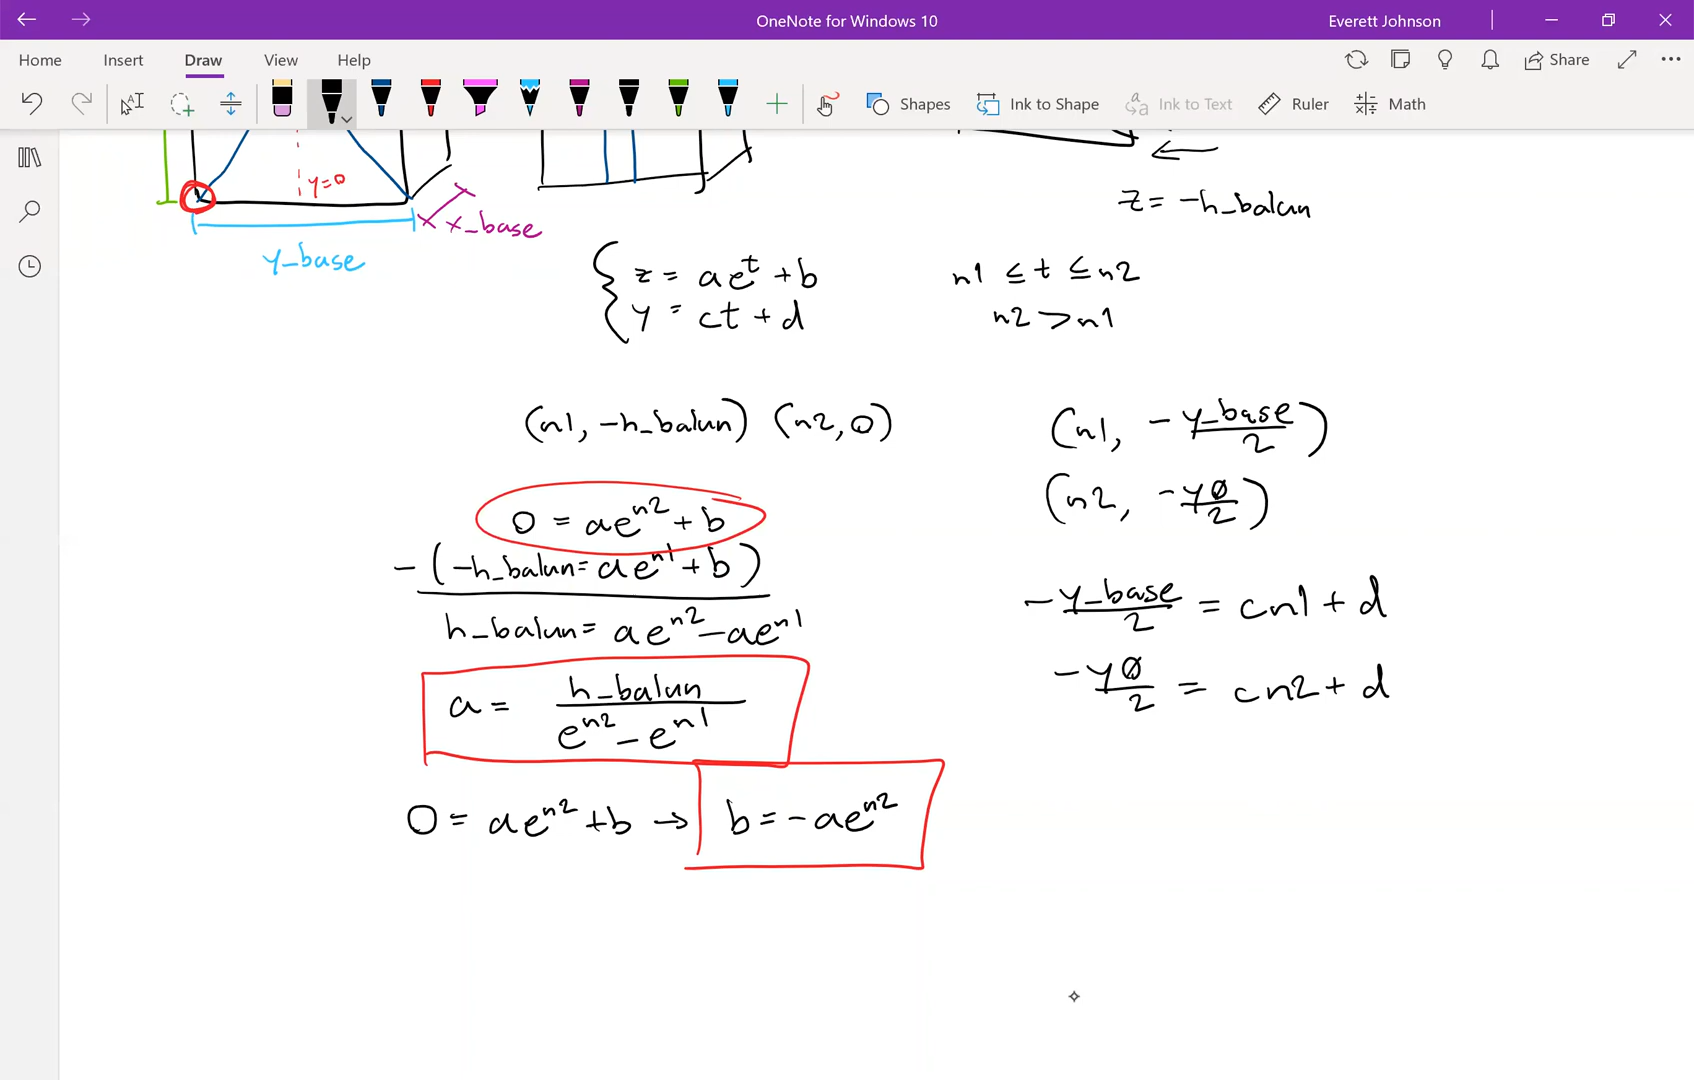 OneNote for Windows 10
Everett Johnson
Home Insert Draw View Help
Share
Shapes Ink to Shape Ink to Text Ruler Math
y=0
x_base
y_base
z = -h_balun
z = ae^t + b
y = ct + d
n1 ≤ t ≤ n2
n2 > n1
(n1, -h_balun) (n2, 0)
0 = ae^n2 + b
-(-h_balun = ae^n1 + b)
h_balun = ae^n2 - ae^n1
a = h_balun / (e^n2 - e^n1)
0 = ae^n2 + b → b = -ae^n2
(n1, -y_base/2)
(n2, -y0/2)
-y_base/2 = cn1 + d
-y0/2 = cn2 + d